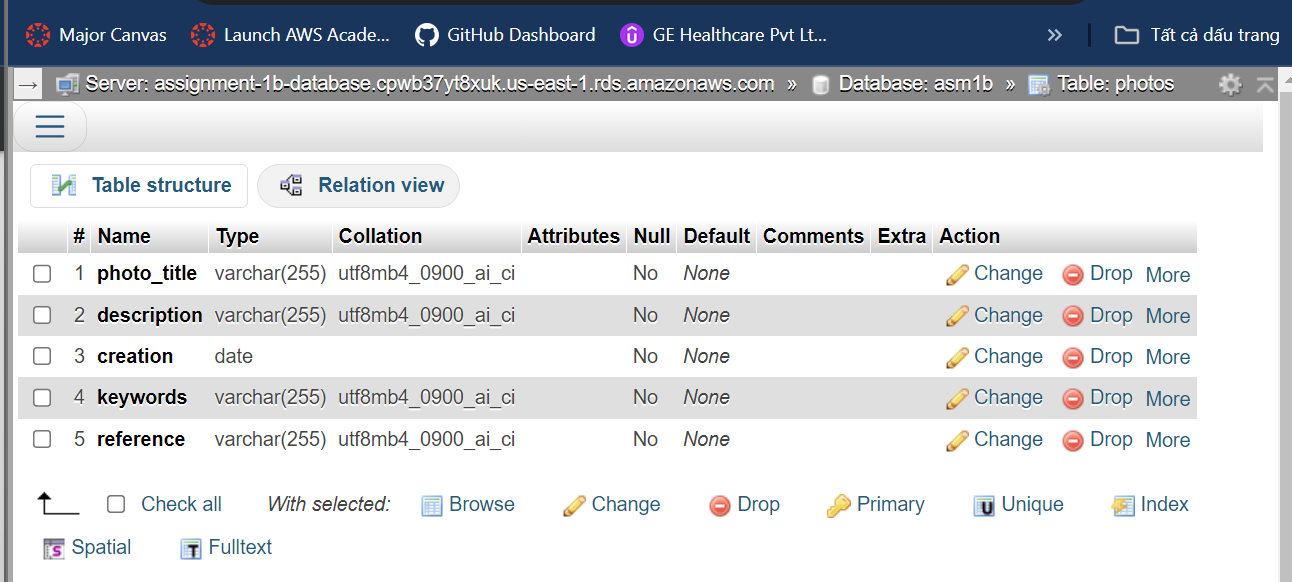 Major Canvas Launch AWS Acade... GitHub Dashboard GE Healthcare Pvt Lt... » Tất cả dấu trang
→ Server: assignment-1b-database.cpwb37yt8xuk.us-east-1.rds.amazonaws.com » Database: asm1b » Table: photos
Table structure Relation view
# Name Type Collation Attributes Null Default Comments Extra Action
1 photo_title varchar(255) utf8mb4_0900_ai_ci No None Change Drop More
2 description varchar(255) utf8mb4_0900_ai_ci No None Change Drop More
3 creation date No None Change Drop More
4 keywords varchar(255) utf8mb4_0900_ai_ci No None Change Drop More
5 reference varchar(255) utf8mb4_0900_ai_ci No None Change Drop More
Check all With selected: Browse Change Drop Primary U Unique Index
S Spatial T Fulltext